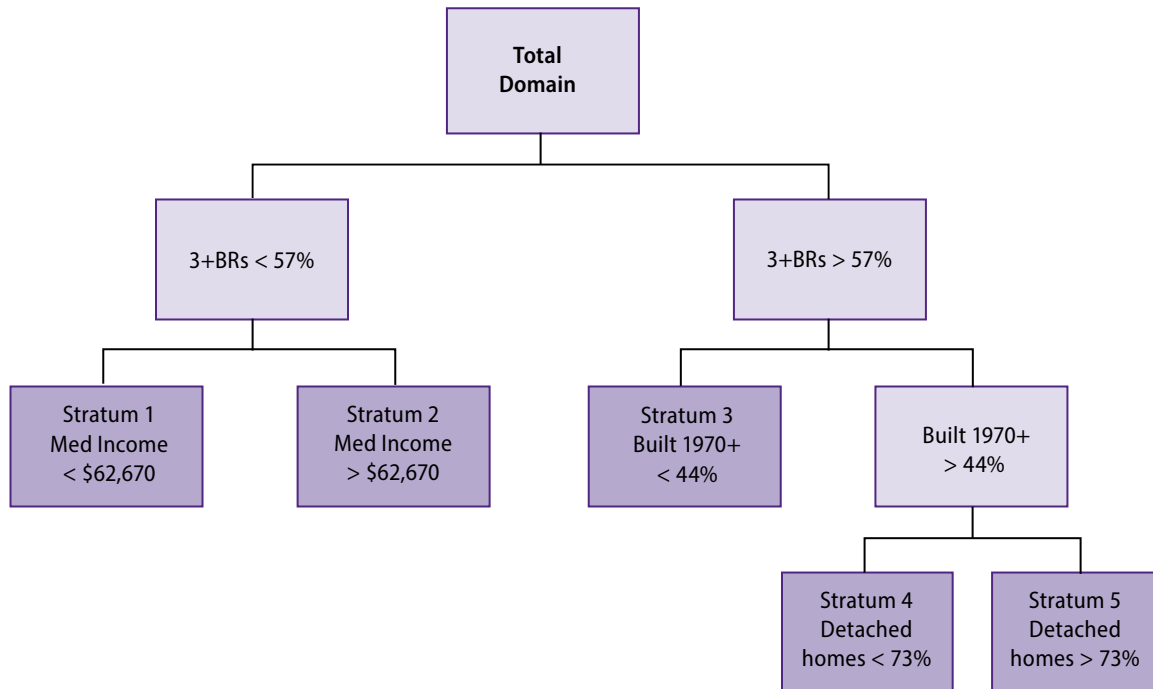 Total
Domain
3+BRs < 57%
3+BRs > 57%
Stratum 1
Med Income
< $62,670
Stratum 2
Med Income
> $62,670
Stratum 3
Built 1970+
< 44%
Built 1970+
> 44%
Stratum 4
Detached
homes < 73%
Stratum 5
Detached
homes > 73%